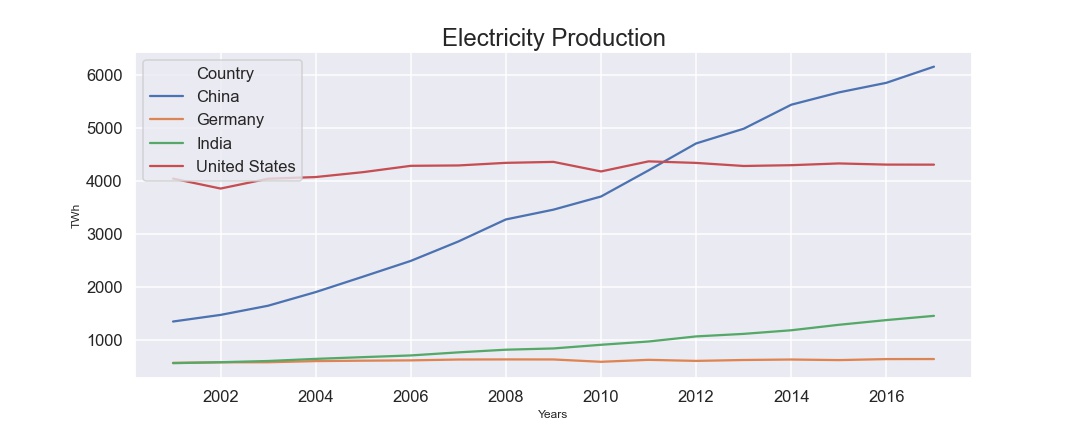 Electricity Production
Country
China
Germany
India
United States
6000
5000
4000
3000
2000
1000
TWh
2002 2004 2006 2008 2010 2012 2014 2016
Years